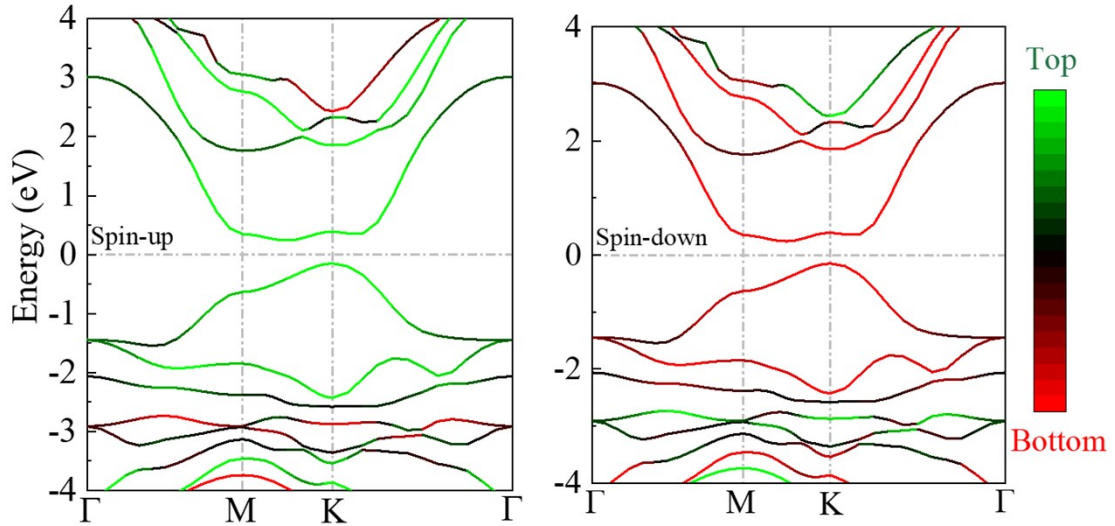 4
3
2
1
0
-1
-2
-3
-4
Energy (eV)
Spin-up
Γ M K Γ
4
2
0
-2
-4
Spin-down
Γ M K Γ
Top
Bottom